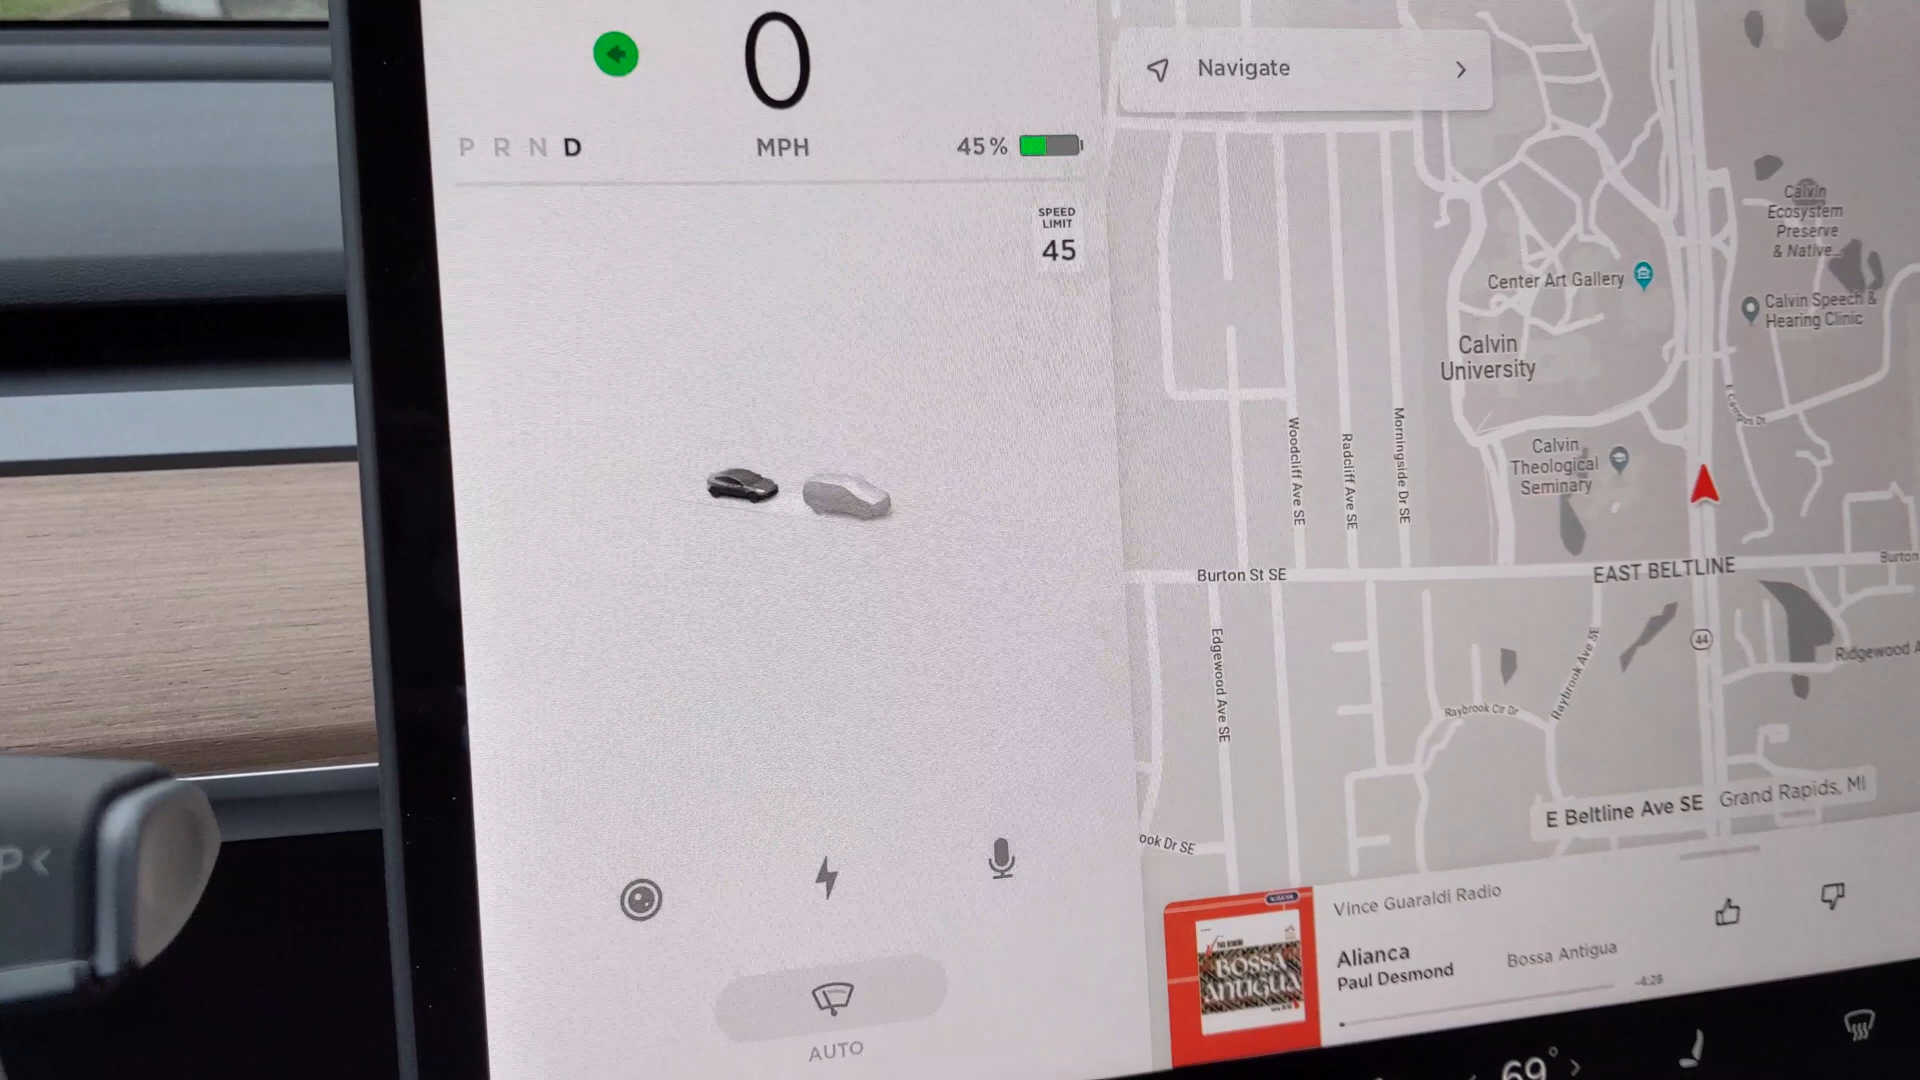 0
MPH
P R N D
45%
SPEED
LIMIT
45
AUTO
P
Navigate
Calvin
Ecosystem
Preserve
& Native...
Center Art Gallery
Calvin Speech &
Hearing Clinic
Calvin
University
Calvin
Theological
Seminary
Woodcliff Ave SE
Radcliff Ave SE
Morningside Dr SE
Burton St SE
EAST BELTLINE
Burton
44
Edgewood Ave SE
Raybrook Ave SE
Raybrook Cir Dr
Ridgewood A
E Beltline Ave SE Grand Rapids, MI
ook Dr SE
Vince Guaraldi Radio
Alianca
Paul Desmond
Bossa Antigua
-4:28
BOSSA
ANTIGUA
69°